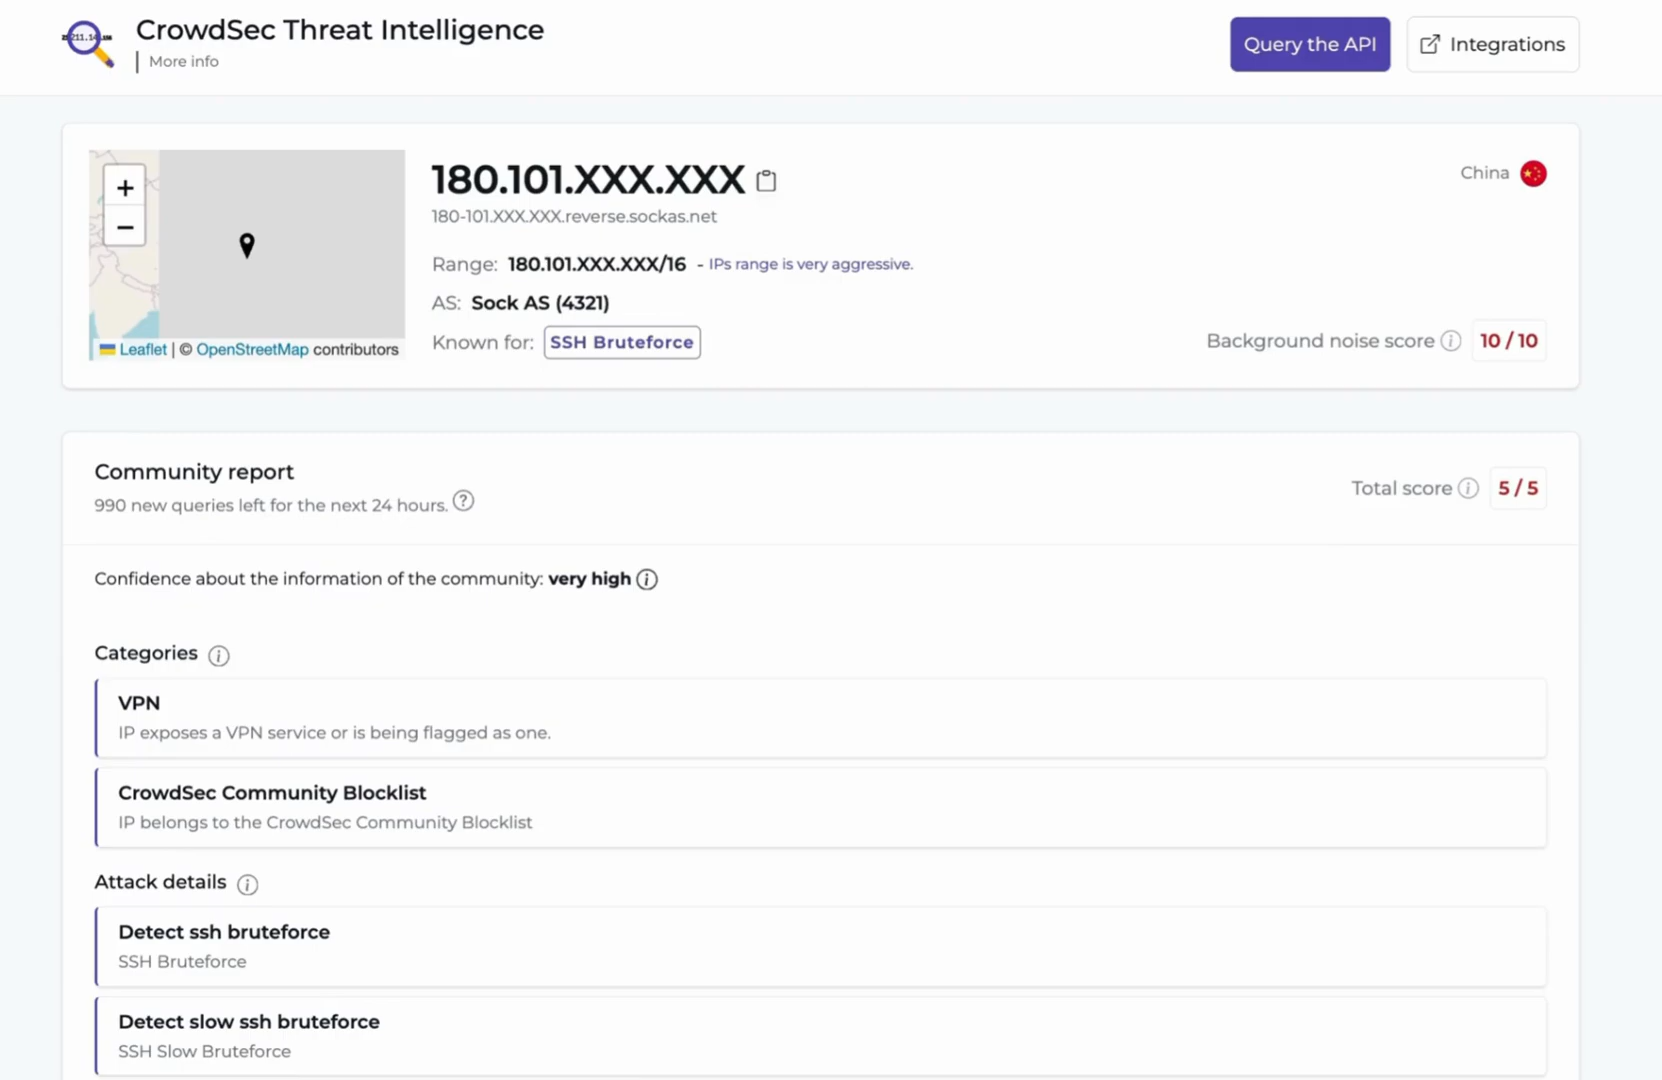 CrowdSec Threat Intelligence
More info
Query the API
Integrations
+
−
180.101.XXX.XXX
180-101.XXX.XXX.reverse.sockas.net
China
Range: 180.101.XXX.XXX/16 - IPs range is very aggressive.
AS: Sock AS (4321)
Known for: SSH Bruteforce
Background noise score 10 / 10
Leaflet | © OpenStreetMap contributors
Community report
990 new queries left for the next 24 hours.
Total score 5 / 5
Confidence about the information of the community: very high
Categories
VPN
IP exposes a VPN service or is being flagged as one.
CrowdSec Community Blocklist
IP belongs to the CrowdSec Community Blocklist
Attack details
Detect ssh bruteforce
SSH Bruteforce
Detect slow ssh bruteforce
SSH Slow Bruteforce